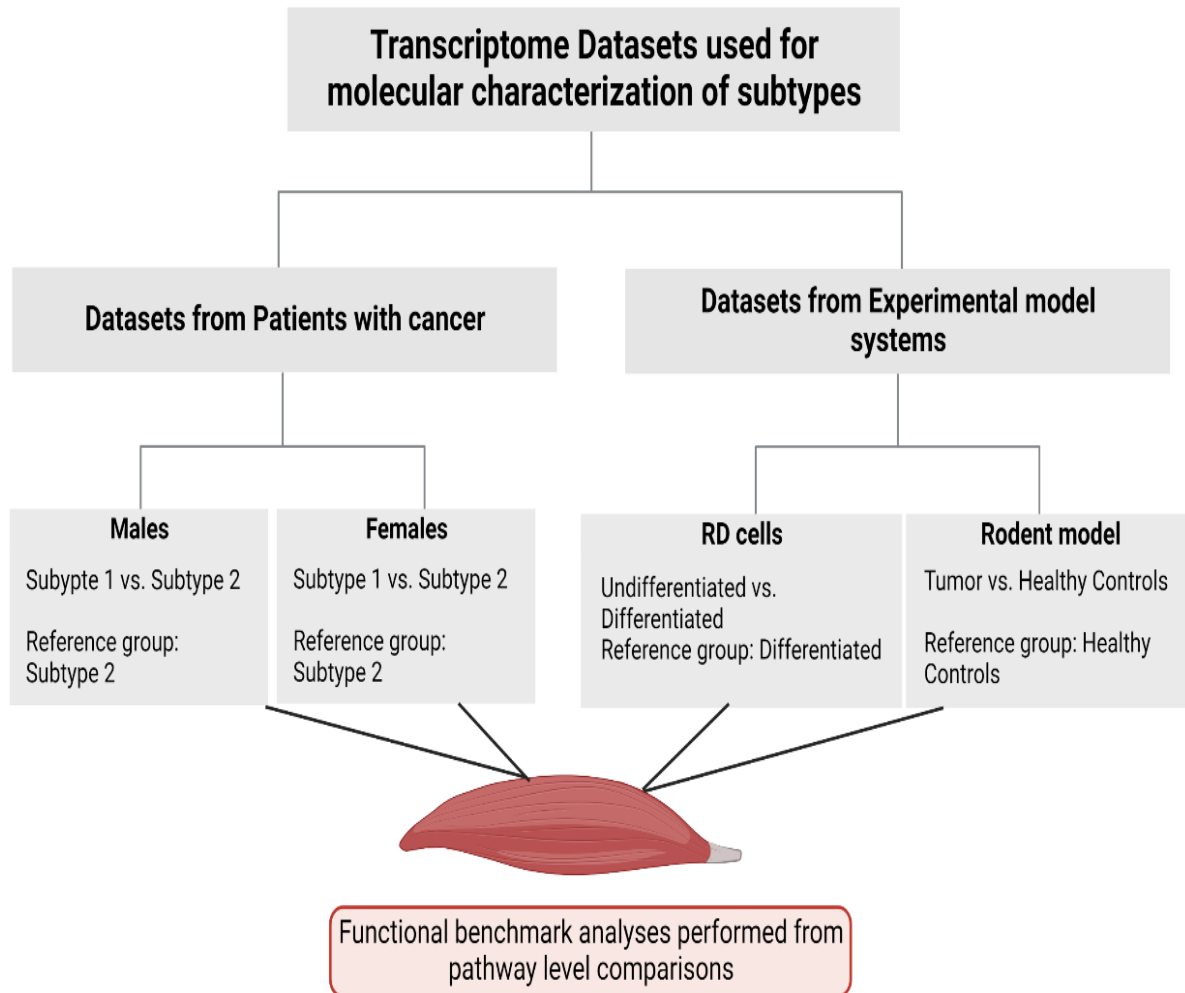 Transcriptome Datasets used for
molecular characterization of subtypes
Datasets from Patients with cancer
Datasets from Experimental model
systems
Males
Subypte 1 vs. Subtype 2
Reference group:
Subtype 2
Females
Subtype 1 vs. Subtype 2
Reference group:
Subtype 2
RD cells
Undifferentiated vs.
Differentiated
Reference group: Differentiated
Rodent model
Tumor vs. Healthy Controls
Reference group: Healthy
Controls
Functional benchmark analyses performed from
pathway level comparisons